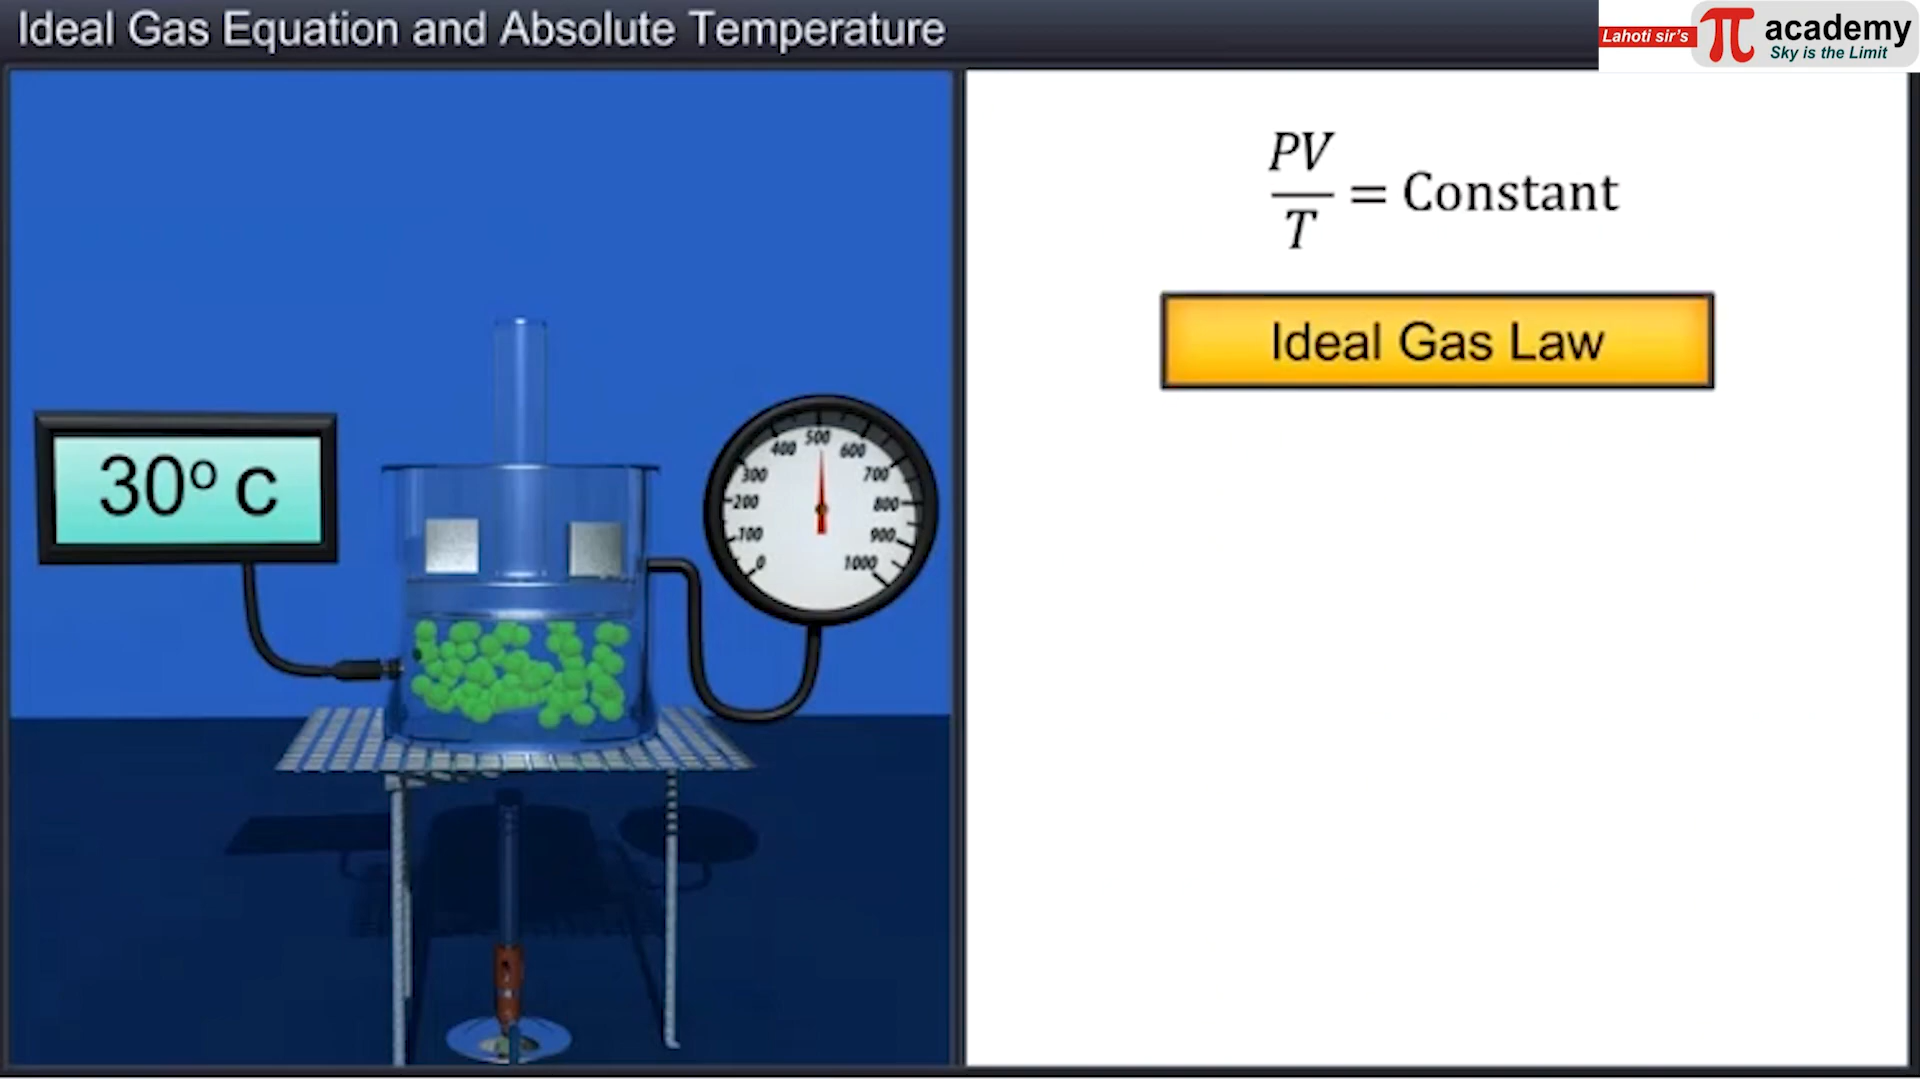 Ideal Gas Equation and Absolute Temperature
Lahoti sir's π academy
Sky is the Limit
PV
T
= Constant
Ideal Gas Law
30° c
0
100
200
300
400
500
600
700
800
900
1000